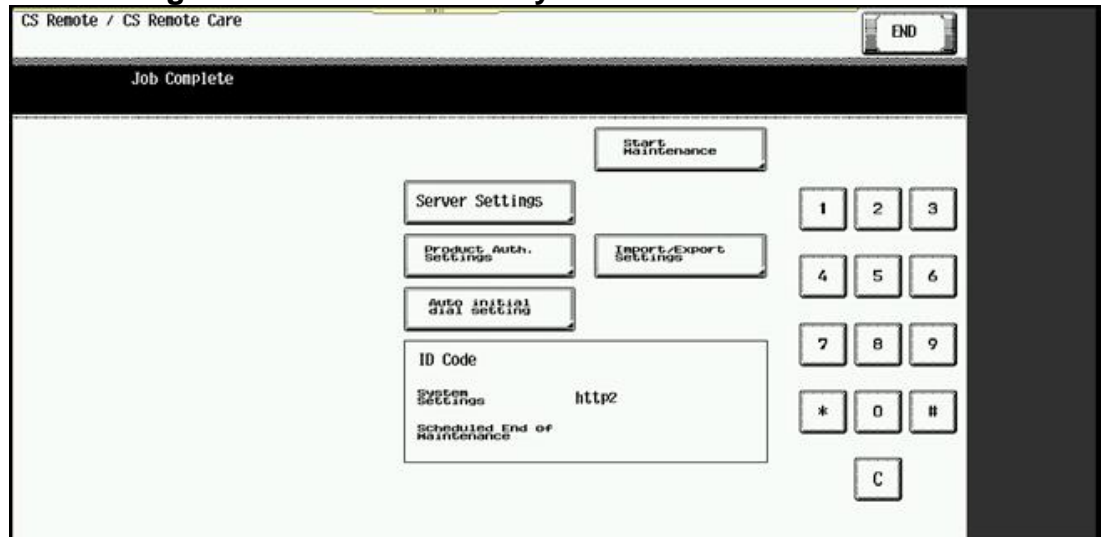 CS Remote / CS Remote Care
END
Job Complete
Start
Maintenance
Server Settings
Product Auth.
Settings
Import/Export
Settings
Auto initial
dial setting
1 2 3
4 5 6
7 8 9
* 0 #
C
ID Code
System
Settings
http2
Scheduled End of
Maintenance